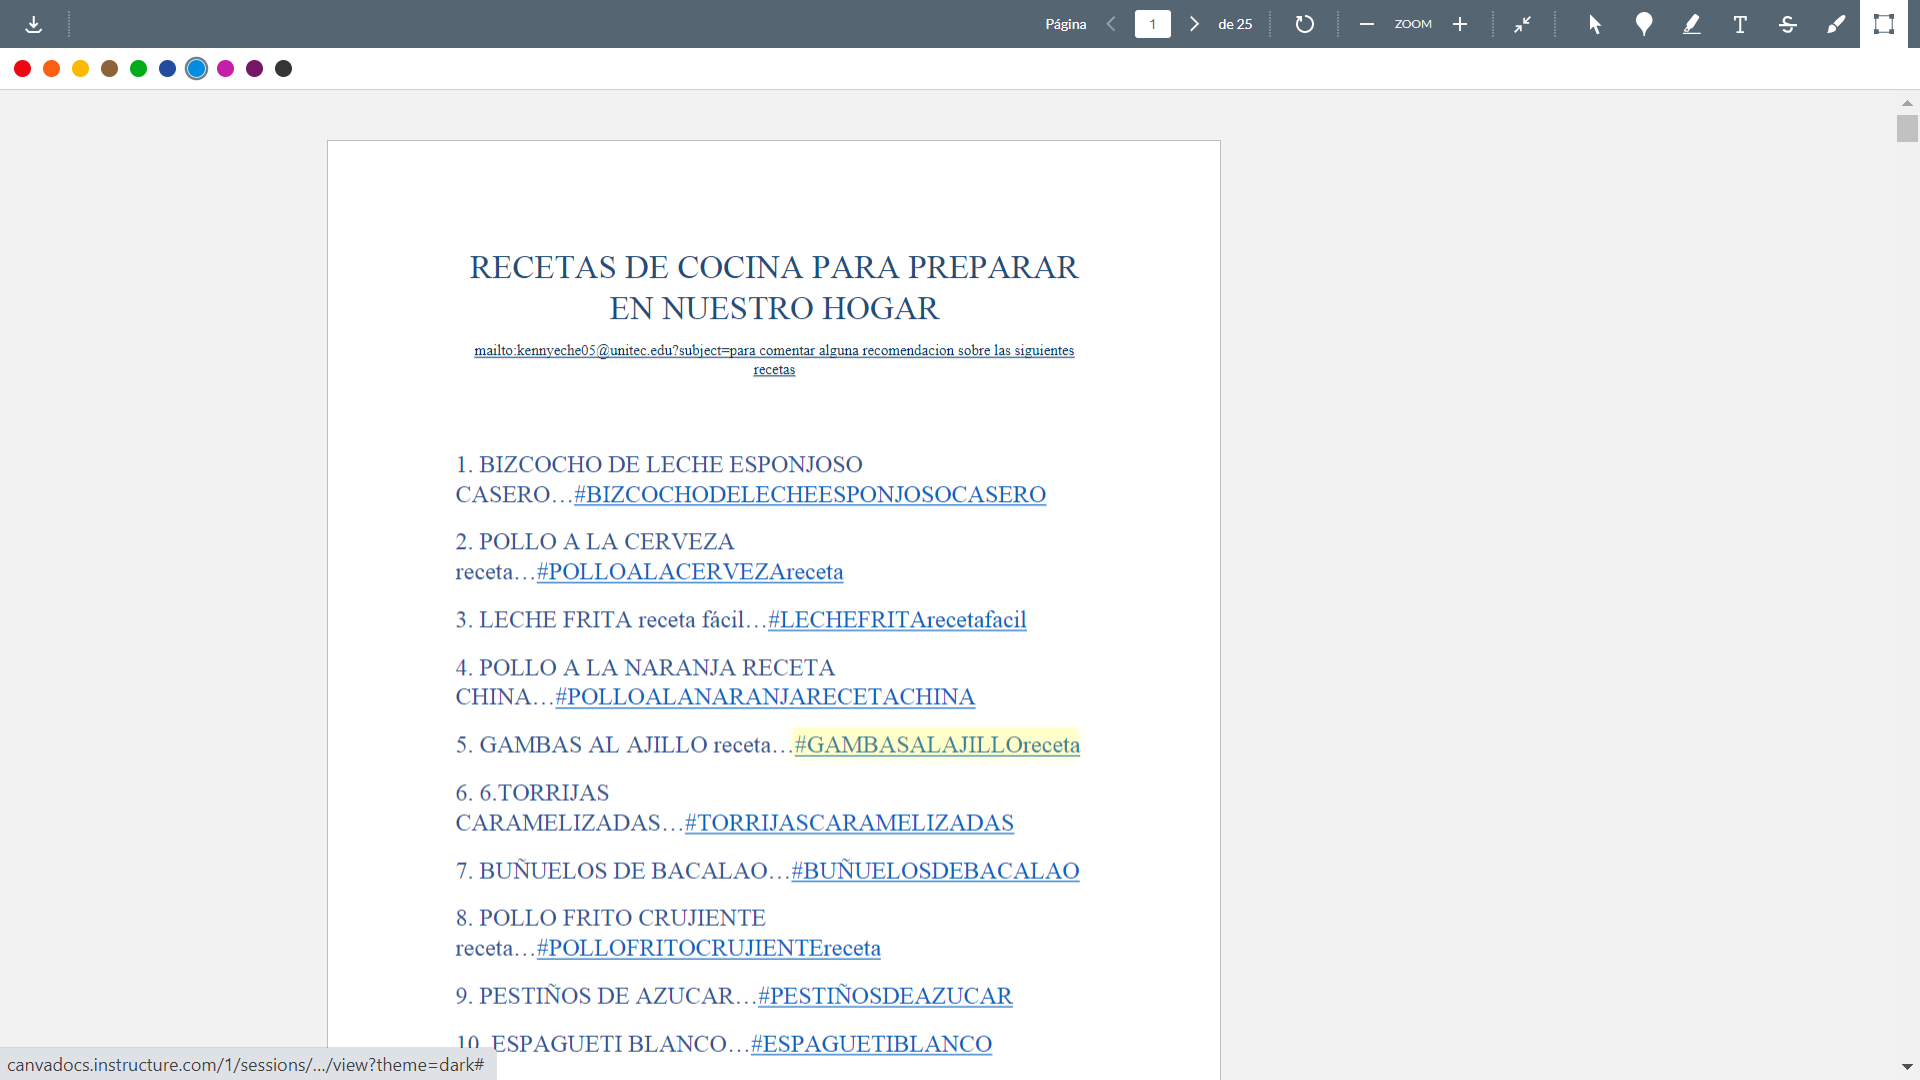 Página 1 de 25 ZOOM T S
RECETAS DE COCINA PARA PREPARAR
EN NUESTRO HOGAR
mailto:kennyeche05@unitec.edu?subject=para comentar alguna recomendacion sobre las siguientes
recetas
1. BIZCOCHO DE LECHE ESPONJOSO
CASERO…#BIZCOCHODELECHEESPONJOSOCASERO
2. POLLO A LA CERVEZA
receta…#POLLOALACERVEZAreceta
3. LECHE FRITA receta fácil…#LECHEFRITArecetafacil
4. POLLO A LA NARANJA RECETA
CHINA…#POLLOALANARANJARECETACHINA
5. GAMBAS AL AJILLO receta…#GAMBASALAJILLOreceta
6. 6.TORRIJAS
CARAMELIZADAS…#TORRIJASCARAMELIZADAS
7. BUÑUELOS DE BACALAO…#BUÑUELOSDEBACALAO
8. POLLO FRITO CRUJIENTE
receta…#POLLOFRITOCRUJIENTEreceta
9. PESTIÑOS DE AZUCAR…#PESTIÑOSDEAZUCAR
10. ESPAGUETI BLANCO…#ESPAGUETIBLANCO
canvadocs.instructure.com/1/sessions/.../view?theme=dark#